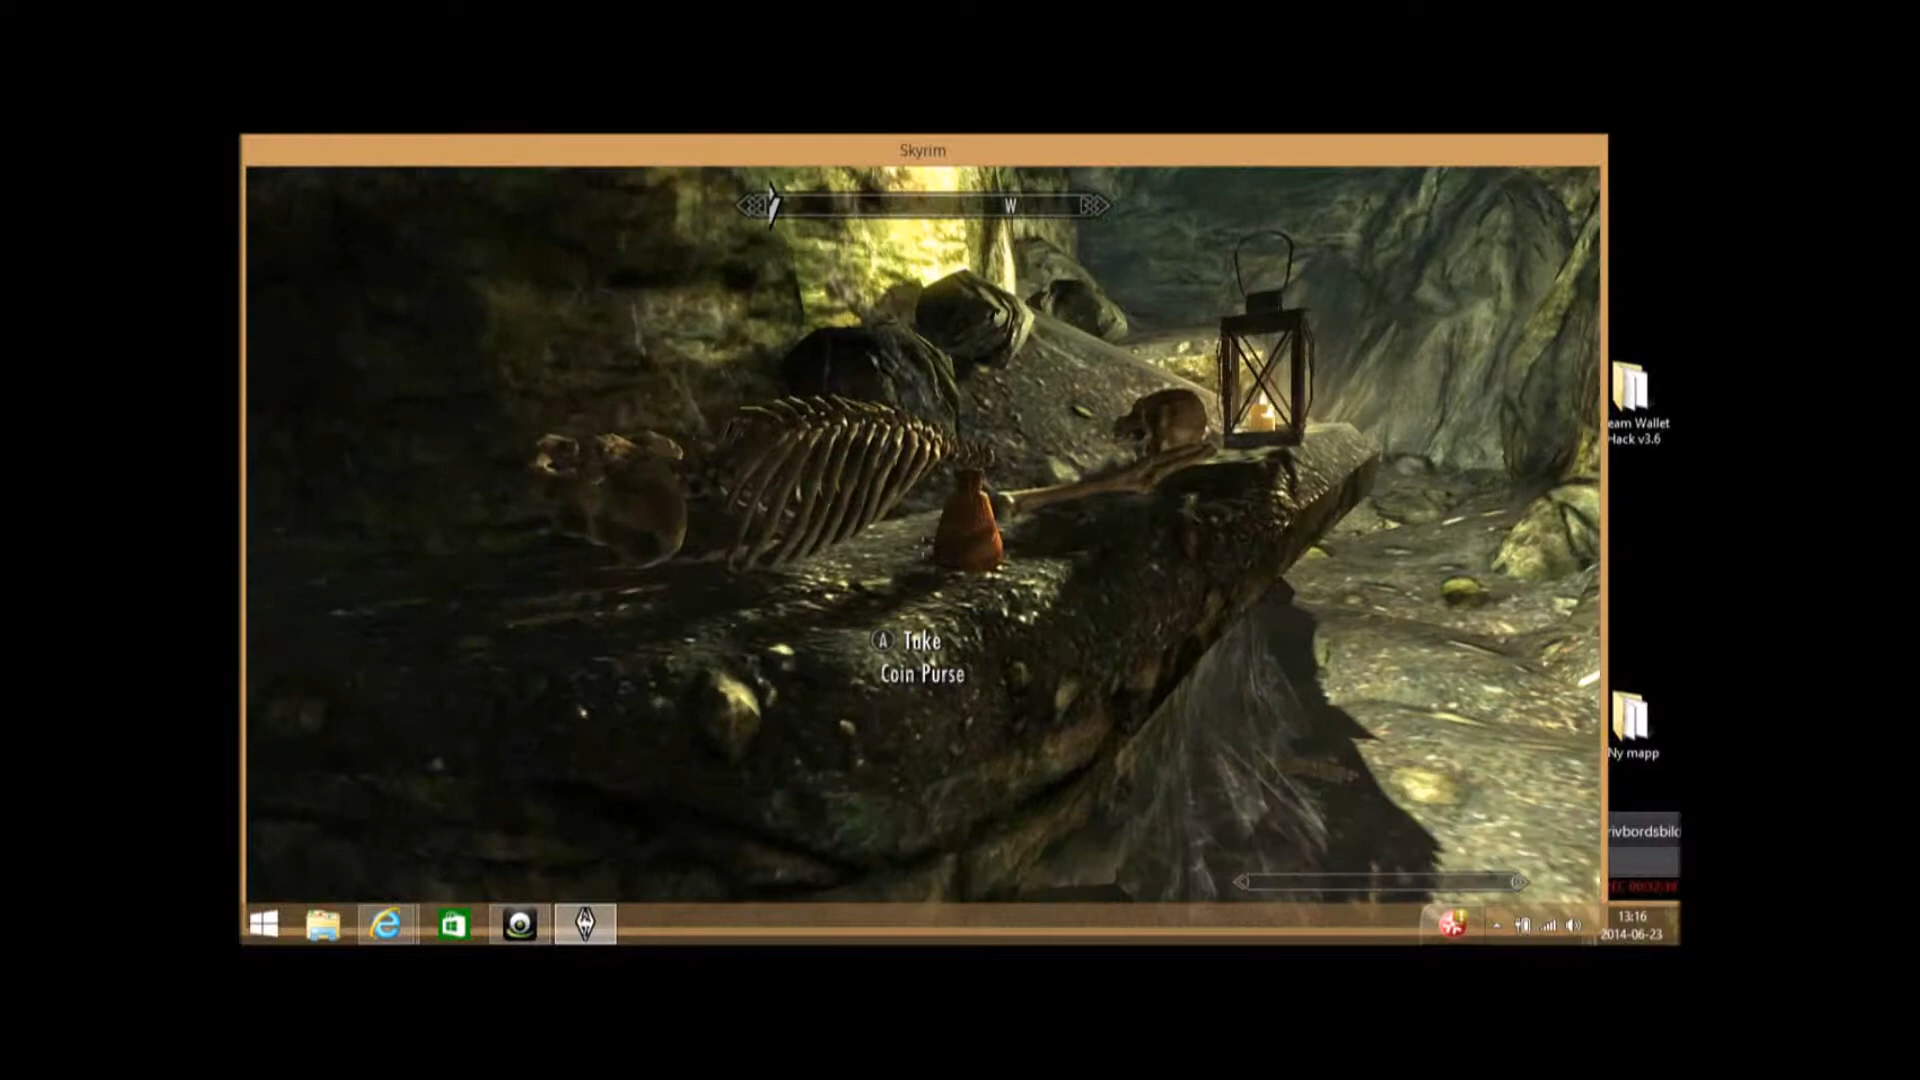 Skyrim
W
eam Wallet
Hack v3.6
A Take
Coin Purse
Ny mapp
rivbordsbild
13:16
2014-06-23